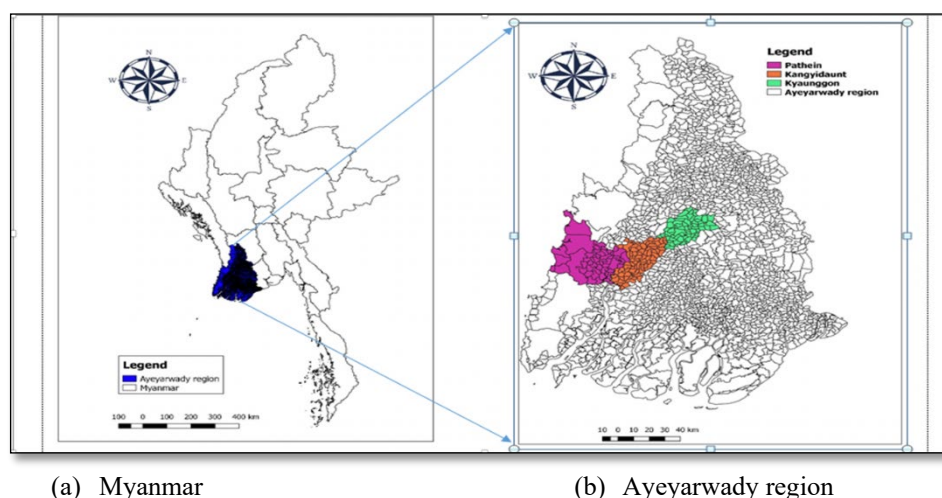 N
W E
S
Legend
Ayeyarwady region
Myanmar
100 0 100 200 300 400 km
N
W E
S
Legend
Pathein
Kangyidaunt
Kyaunggon
Ayeyarwady region
10 0 10 20 30 40 km
(a) Myanmar
(b) Ayeyarwady region